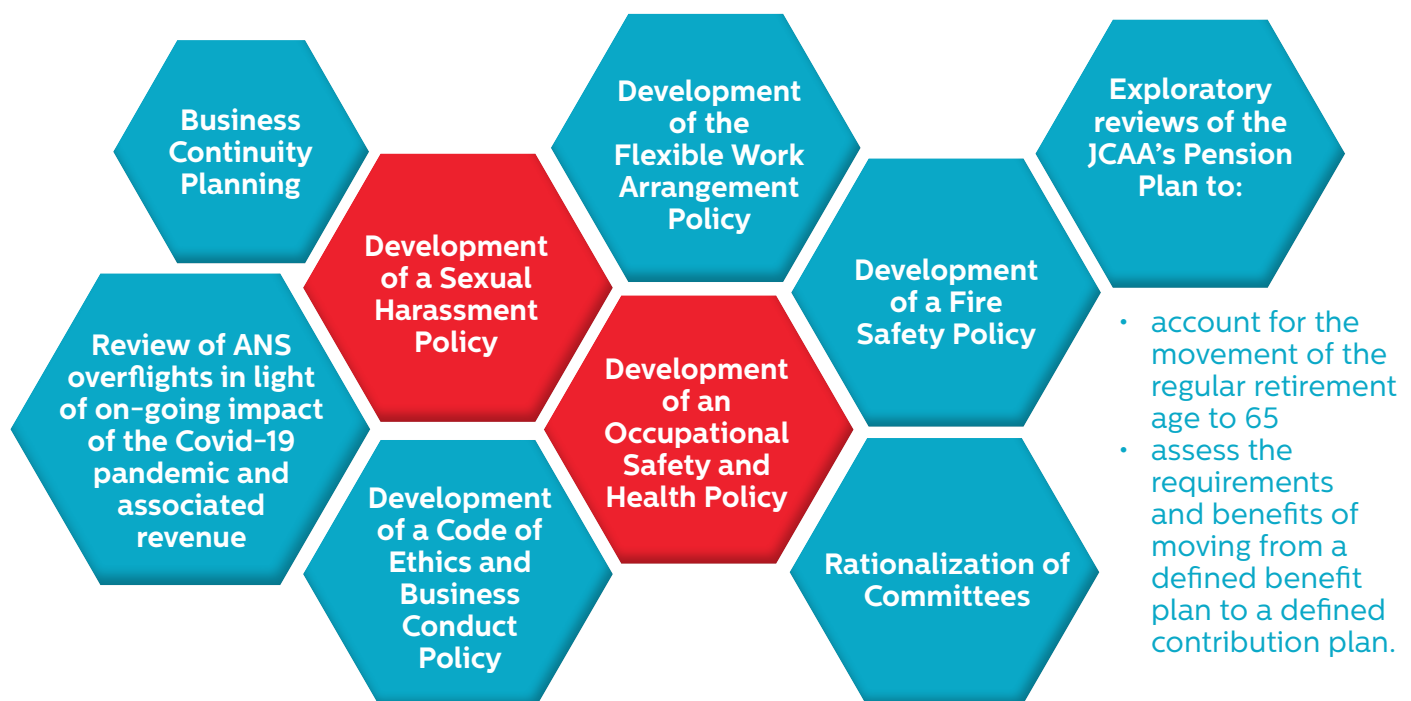 Business
Continuity
Planning
Development
of a Sexual
Harassment
Policy
Development
of the
Flexible Work
Arrangement
Policy
Development
of a Fire
Safety Policy
Exploratory
reviews of the
JCAA’s Pension
Plan to:
• account for the
movement of the
regular retirement
age to 65
• assess the
requirements
and benefits of
moving from a
defined benefit
plan to a defined
contribution plan.
Review of ANS
overflights in light
of on-going impact
of the Covid-19
pandemic and
associated
revenue
Development
of a Code of
Ethics and
Business
Conduct
Policy
Development
of an
Occupational
Safety and
Health Policy
Rationalization of
Committees